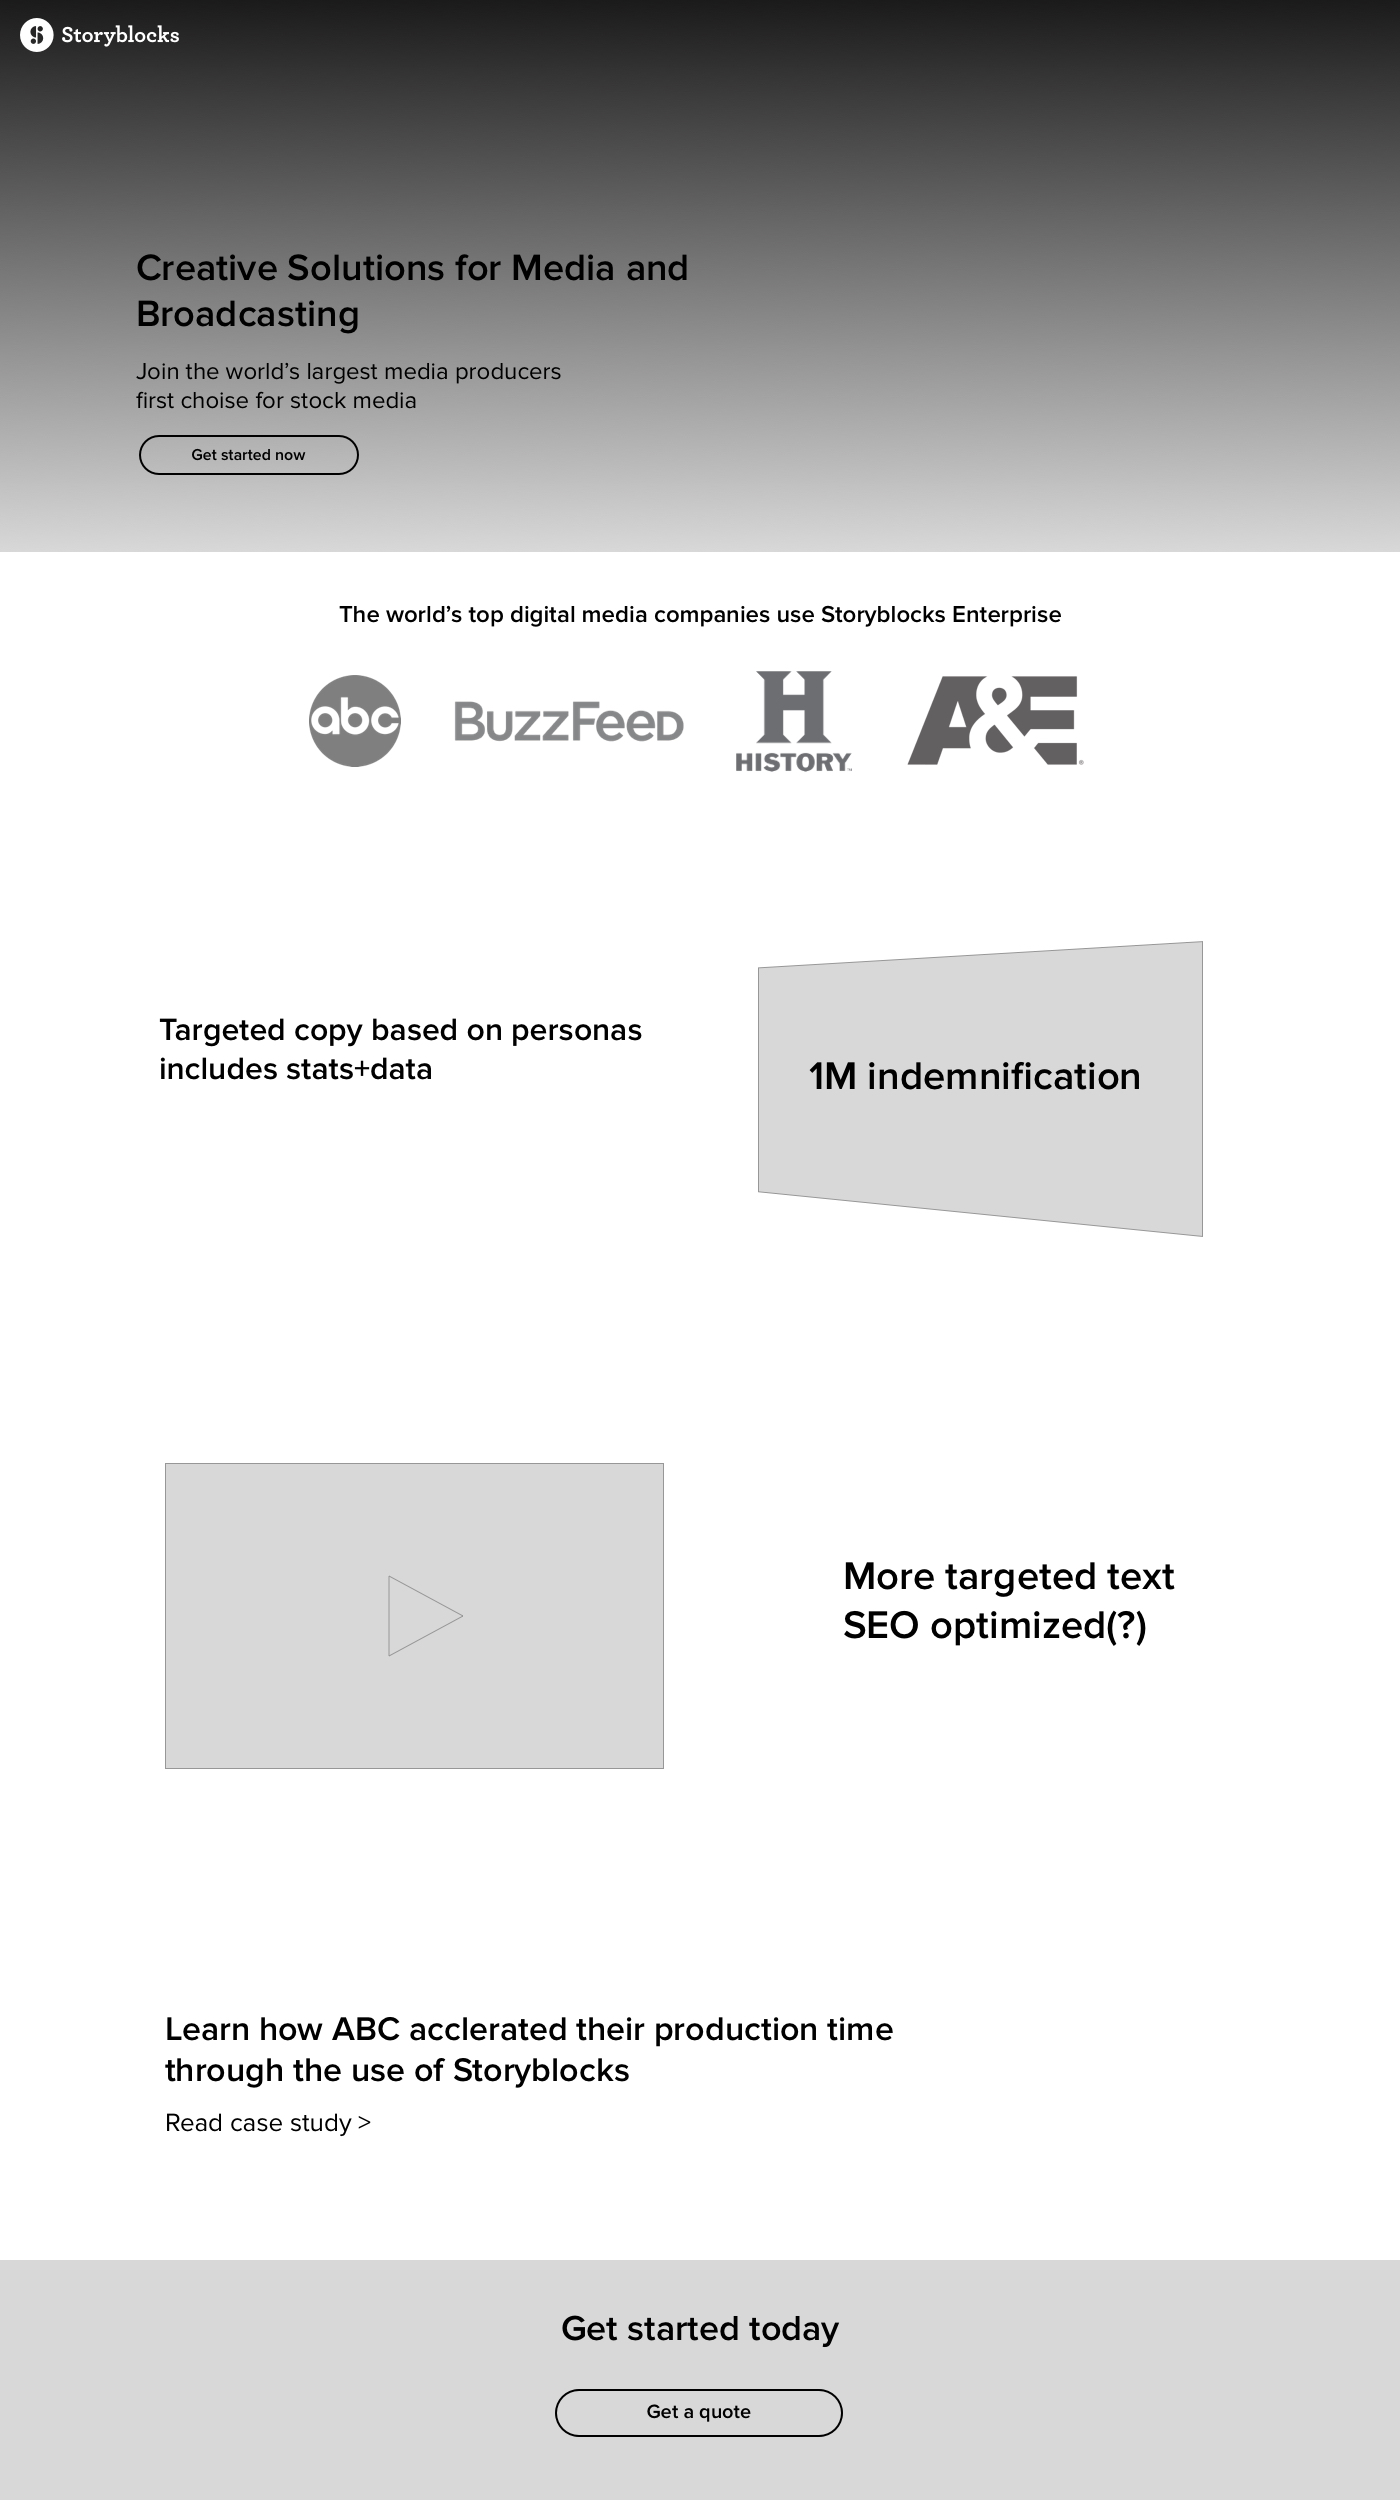 Storyblocks
Creative Solutions for Media and
Broadcasting
Join the world’s largest media producers
first choise for stock media
Get started now
The world’s top digital media companies use Storyblocks Enterprise
abc
BuzzFeed
H
HISTORY
A&E
Targeted copy based on personas
includes stats+data
1M indemnification
More targeted text
SEO optimized(?)
Learn how ABC acclerated their production time
through the use of Storyblocks
Read case study >
Get started today
Get a quote